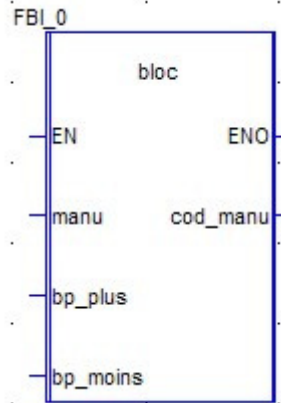 FBI_0
bloc
EN ENO
manu cod_manu
bp_plus
bp_moins